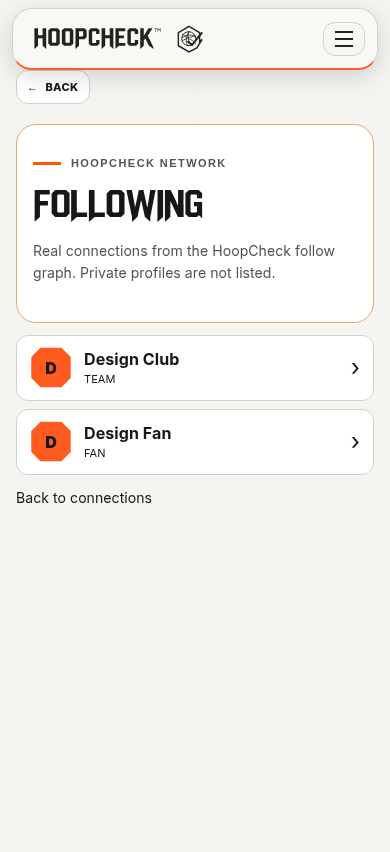 HOOPCHECK™
← BACK
HOOPCHECK NETWORK
FOLLOWING
Real connections from the HoopCheck follow
graph. Private profiles are not listed.
D
Design Club
TEAM
›
D
Design Fan
FAN
›
Back to connections